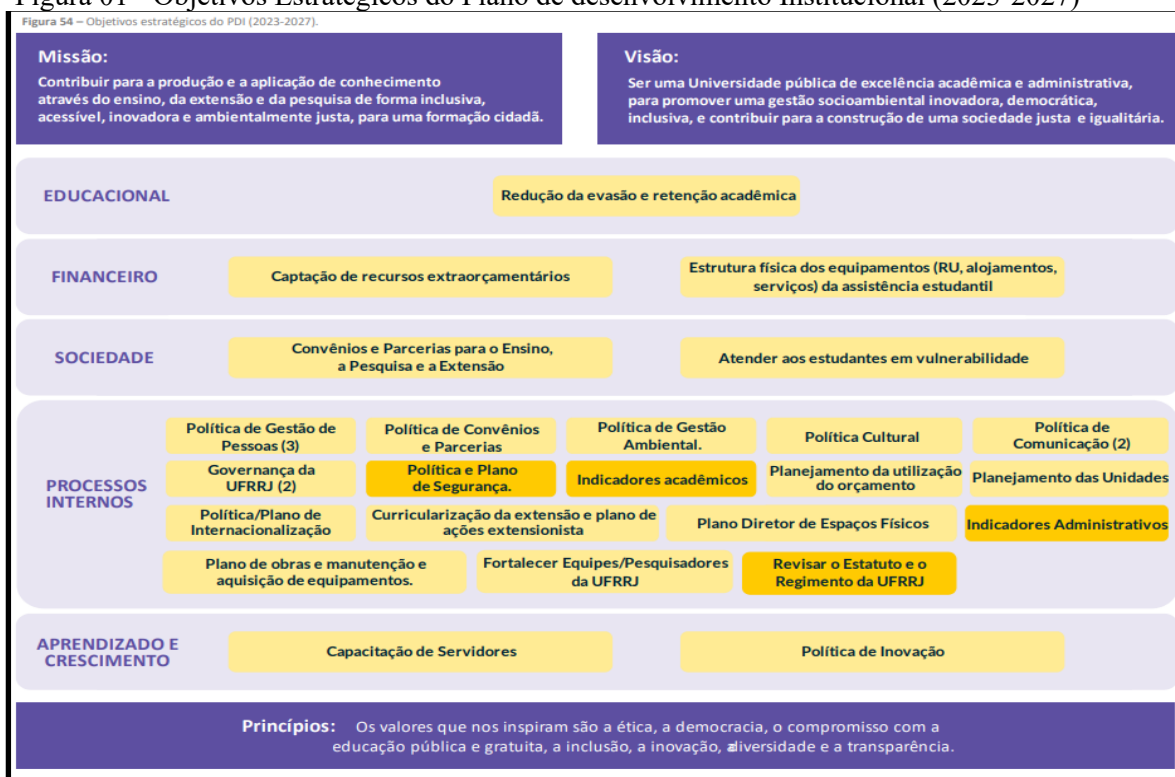 Figura 01 - Objetivos Estratégicos do Plano de desenvolvimento Institucional (2023-2027)
Figura 54 – Objetivos estratégicos do PDI (2023-2027).
Missão:
Contribuir para a produção e a aplicação de conhecimento
através do ensino, da extensão e da pesquisa de forma inclusiva,
acessível, inovadora e ambientalmente justa, para uma formação cidadã.
Visão:
Ser uma Universidade pública de excelência acadêmica e administrativa,
para promover uma gestão socioambiental inovadora, democrática,
inclusiva, e contribuir para a construção de uma sociedade justa e igualitária.
EDUCACIONAL
Redução da evasão e retenção acadêmica
FINANCEIRO
Captação de recursos extraorçamentários
Estrutura física dos equipamentos (RU, alojamentos,
serviços) da assistência estudantil
SOCIEDADE
Convênios e Parcerias para o Ensino,
a Pesquisa e a Extensão
Atender aos estudantes em vulnerabilidade
PROCESSOS
INTERNOS
Política de Gestão de
Pessoas (3)
Política de Convênios
e Parcerias
Política de Gestão
Ambiental.
Política Cultural
Política de
Comunicação (2)
Governança da
UFRRJ (2)
Política e Plano
de Segurança.
Indicadores acadêmicos
Planejamento da utilização
do orçamento
Planejamento das Unidades
Política/Plano de
Internacionalização
Curricularização da extensão e plano de
ações extensionista
Plano Diretor de Espaços Físicos
Indicadores Administrativos
Plano de obras e manutenção e
aquisição de equipamentos.
Fortalecer Equipes/Pesquisadores
da UFRRJ
Revisar o Estatuto e o
Regimento da UFRRJ
APRENDIZADO E
CRESCIMENTO
Capacitação de Servidores
Política de Inovação
Princípios: Os valores que nos inspiram são a ética, a democracia, o compromisso com a
educação pública e gratuita, a inclusão, a inovação, a diversidade e a transparência.